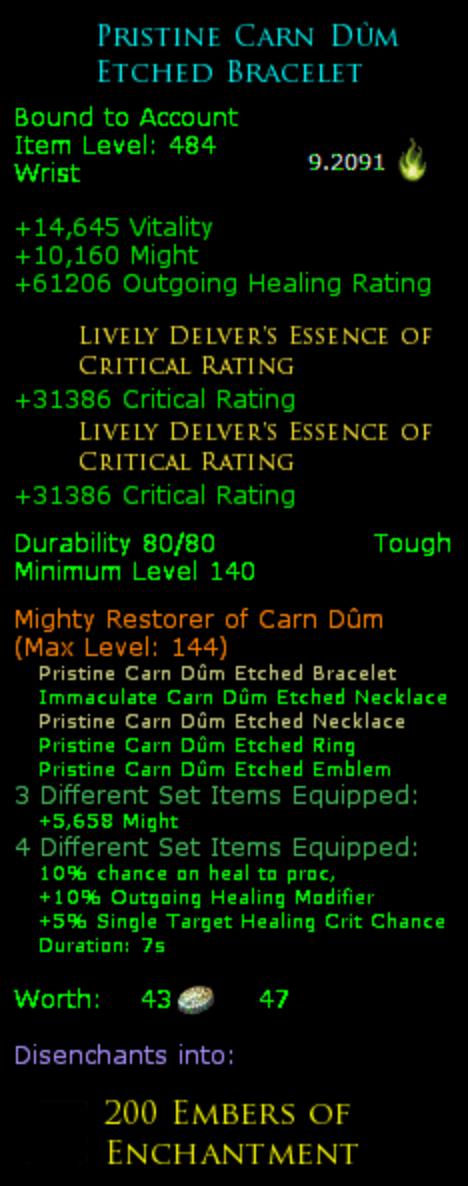 Pristine Carn Dûm
Etched Bracelet
Bound to Account
Item Level: 484
9.2091
Wrist
+14,645 Vitality
+10,160 Might
+61206 Outgoing Healing Rating
Lively Delver's Essence of
Critical Rating
+31386 Critical Rating
Lively Delver's Essence of
Critical Rating
+31386 Critical Rating
Durability 80/80 Tough
Minimum Level 140
Mighty Restorer of Carn Dûm
(Max Level: 144)
Pristine Carn Dûm Etched Bracelet
Immaculate Carn Dûm Etched Necklace
Pristine Carn Dûm Etched Necklace
Pristine Carn Dûm Etched Ring
Pristine Carn Dûm Etched Emblem
3 Different Set Items Equipped:
+5,658 Might
4 Different Set Items Equipped:
10% chance on heal to proc,
+10% Outgoing Healing Modifier
+5% Single Target Healing Crit Chance
Duration: 7s
Worth: 43 47
Disenchants into:
200 Embers of
Enchantment